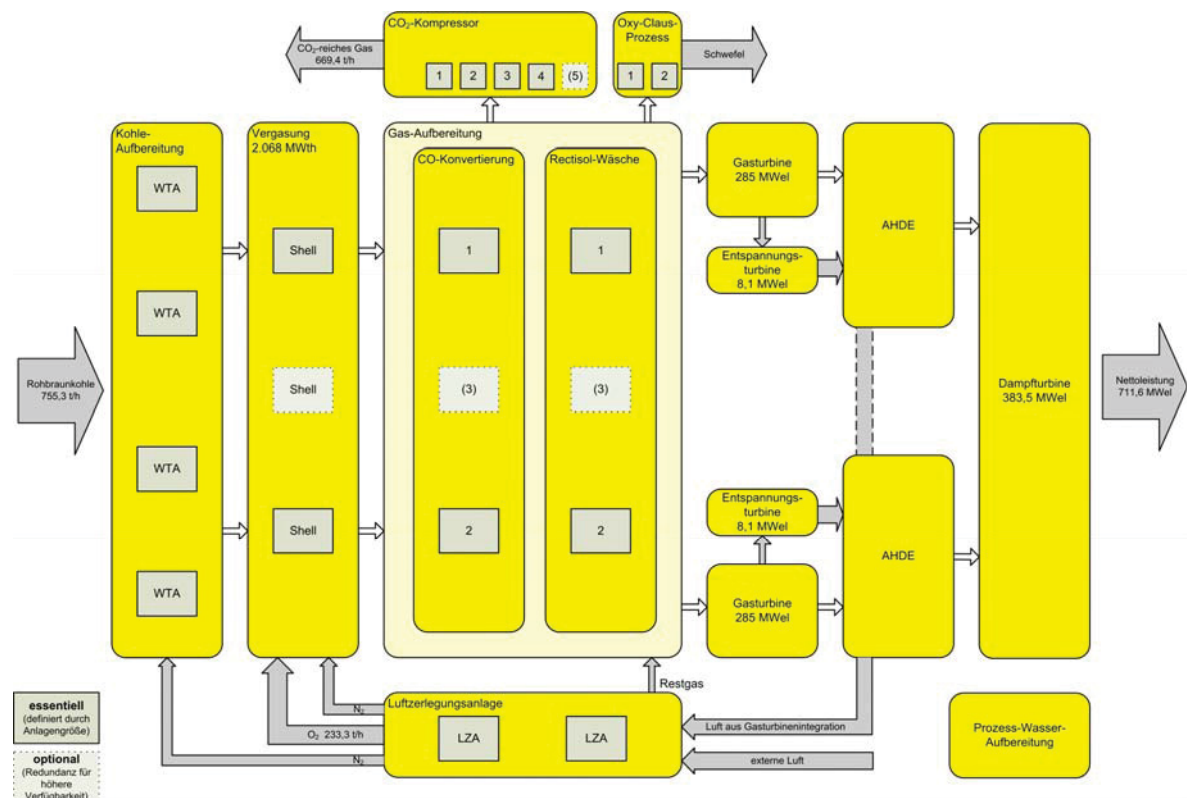 CO₂-Kompressor
1
2
3
4
(5)
CO₂-reiches Gas
669,4 t/h
Oxy-Claus-
Prozess
1
2
Schwefel
Kohle-
Aufbereitung
WTA
WTA
WTA
WTA
Rohbraunkohle
755,3 t/h
Vergasung
2.068 MWth
Shell
Shell
Shell
Gas-Aufbereitung
CO-Konvertierung
1
(3)
2
Rectisol-Wäsche
1
(3)
2
Gasturbine
285 MWel
Entspannungs-
turbine
8,1 MWel
AHDE
Entspannungs-
turbine
8,1 MWel
Gasturbine
285 MWel
AHDE
Dampfturbine
383,5 MWel
Nettoleistung
711,6 MWel
Restgas
N₂
O₂ 233,3 t/h
N₂
Luftzerlegungsanlage
LZA
LZA
Luft aus Gasturbinenintegration
externe Luft
Prozess-Wasser-
Aufbereitung
essentiell
(definiert durch
Anlagengröße)
optional
(Redundanz für
höhere
Verfügbarkeit)